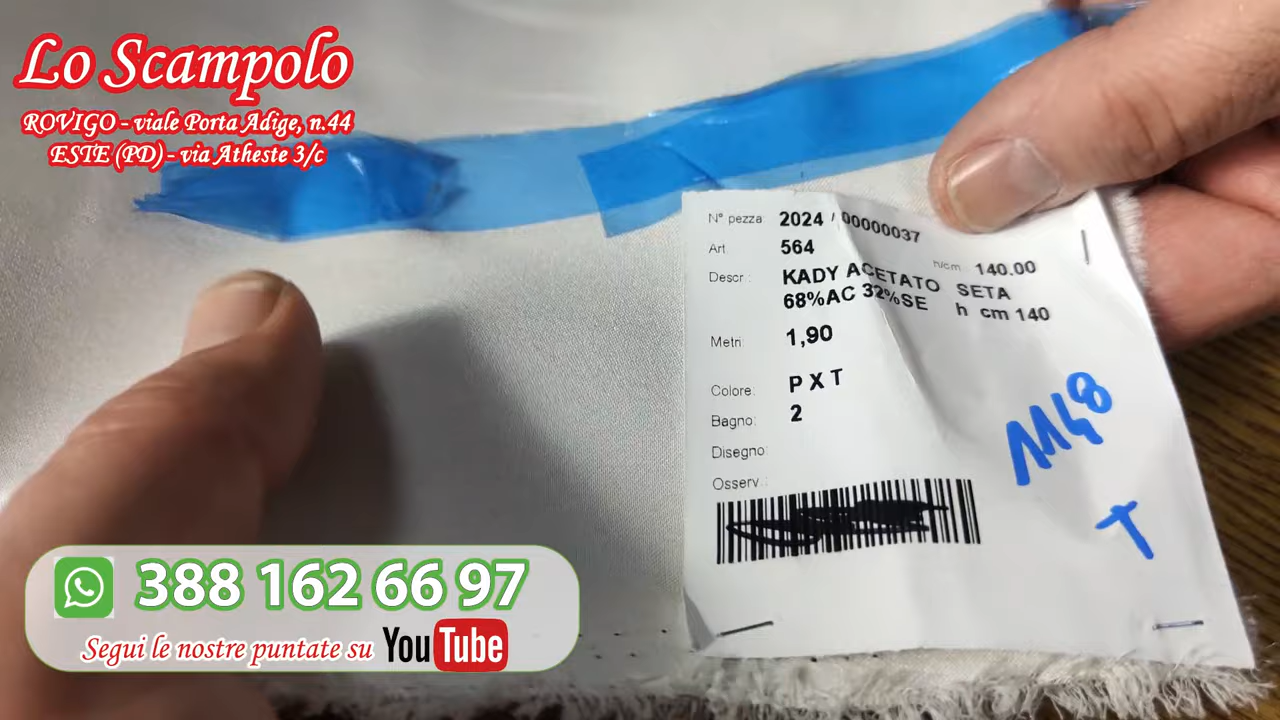 Lo Scampolo
ROVIGO - viale Porta Adige, n.44
ESTE (PD) - via Atheste 3/c
N° pezza: 2024 / 00000037
Art. 564
h/cm : 140.00
Descr : KADY ACETATO SETA
68%AC 32%SE h cm 140
Metri: 1,90
Colore: P X T
Bagno: 2
Disegno:
Osserv.:
1148
T
388 162 66 97
Segui le nostre puntate su YouTube